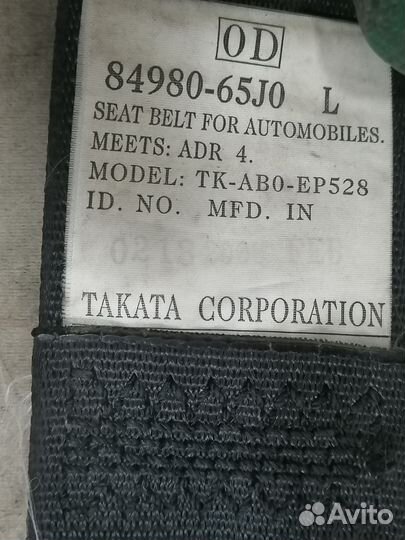 OD
84980-65J0 L
SEAT BELT FOR AUTOMOBILES.
MEETS: ADR 4.
MODEL: TK-AB0-EP528
ID. NO. MFD. IN
TAKATA CORPORATION
Avito